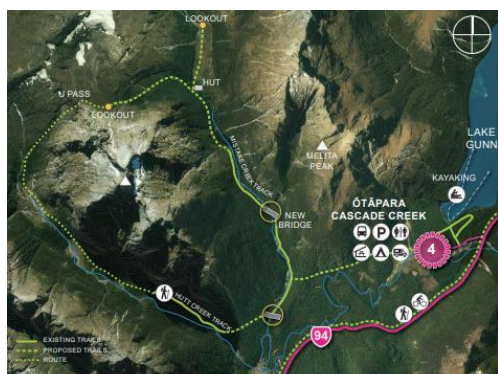 LOOKOUT
HUT
U PASS
LOOKOUT
MISTAKE CREEK TRACK
MELITA
PEAK
LAKE
GUNN
KAYAKING
NEW
BRIDGE
ŌTĀPARA
CASCADE CREEK
P
4
HUTT CREEK TRACK
94
EXISTING TRAILS
PROPOSED TRAILS
ROUTE